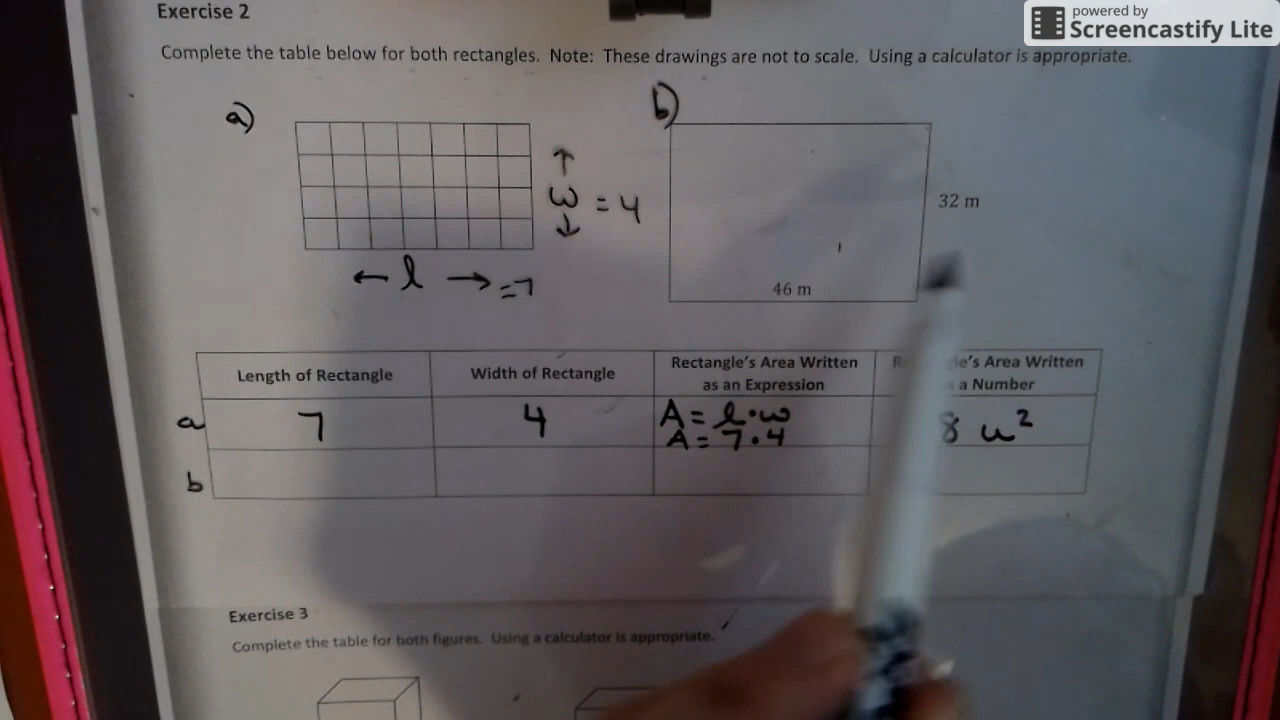 Exercise 2
powered by
Screencastify Lite
Complete the table below for both rectangles. Note: These drawings are not to scale. Using a calculator is appropriate.
a)
b)
w = 4
32 m
l = 7
46 m
Length of Rectangle
Width of Rectangle
Rectangle's Area Written
as an Expression
Area Written
a Number
a
7
4
A = l · w
A = 7 · 4
8 u²
b
Exercise 3
Complete the table for both figures. Using a calculator is appropriate.